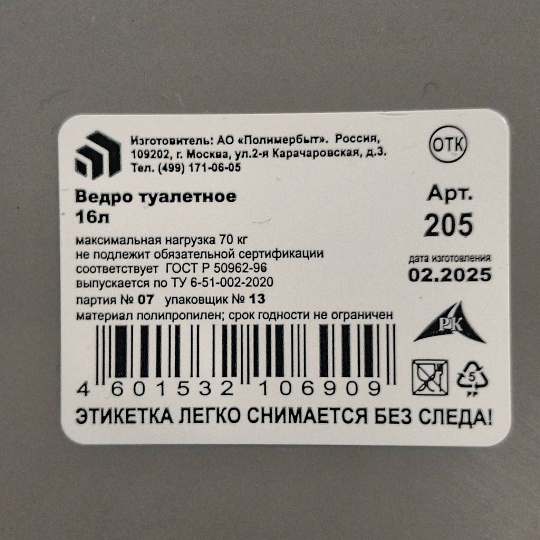 Изготовитель: АО «Полимербыт». Россия,
109202, г. Москва, ул.2-я Карачаровская, д.3.
Тел. (499) 171-06-05
ОТК
Ведро туалетное
16л
Арт.
205
максимальная нагрузка 70 кг
не подлежит обязательной сертификации
соответствует ГОСТ Р 50962-96
выпускается по ТУ 6-51-002-2020
дата изготовления
02.2025
партия № 07 упаковщик № 13
материал полипропилен; срок годности не ограничен
РК
4 601532 106909
5
PP
ЭТИКЕТКА ЛЕГКО СНИМАЕТСЯ БЕЗ СЛЕДА!